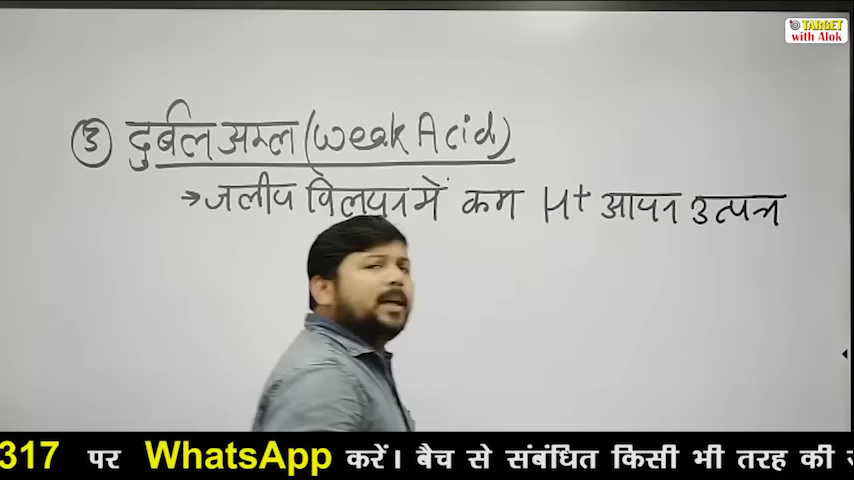 TARGET
with Alok
③ दुर्बल अम्ल (Weak Acid)
→ जलीय विलयन में कम H+ आयन उत्पन्न
317 पर WhatsApp करें। बैच से संबंधित किसी भी तरह की